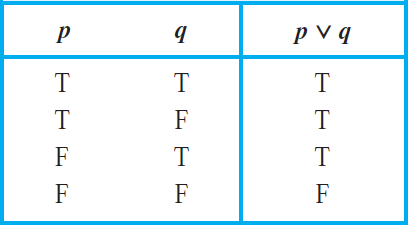 p q p ∨ q
T T T
T F T
F T T
F F F